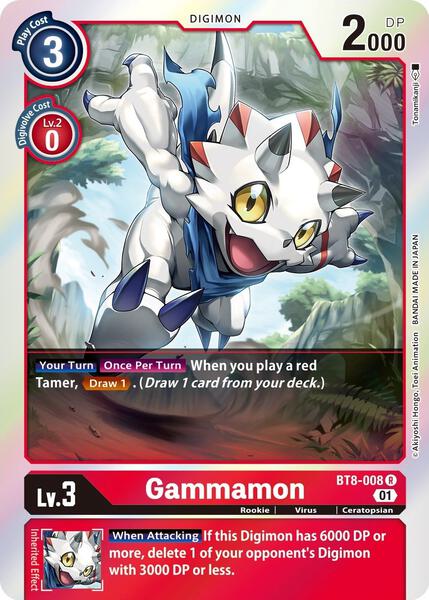 DIGIMON
Play Cost
3
DP
2000
Digivolve Cost
Lv.2
0
Tonamikanji
© Akiyoshi Hongo, Toei Animation BANDAI MADE IN JAPAN
Your Turn Once Per Turn When you play a red
Tamer, Draw 1. (Draw 1 card from your deck.)
BT8-008 R
Lv.3 Gammamon 01
Rookie Virus Ceratopsian
Inherited Effect
When Attacking If this Digimon has 6000 DP or
more, delete 1 of your opponent's Digimon
with 3000 DP or less.